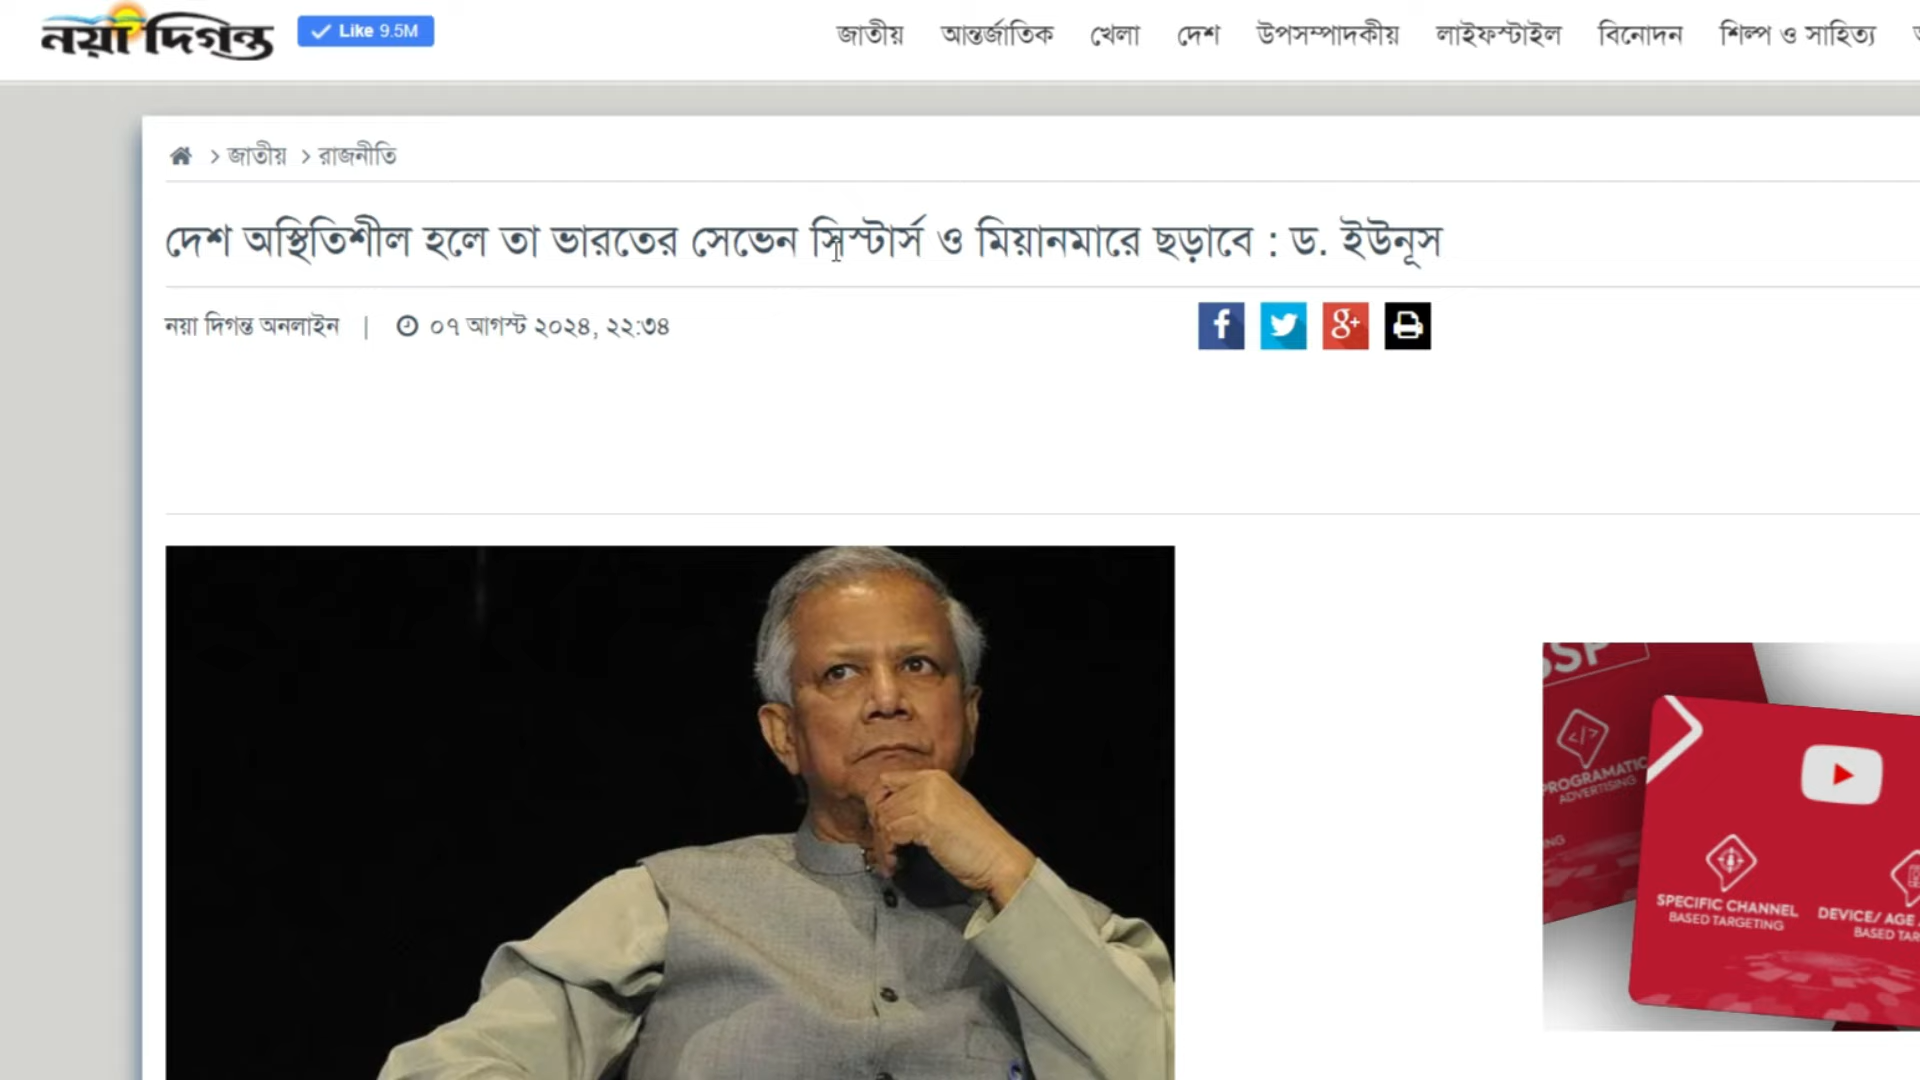 নয়া দিগন্ত
Like 9.5M
জাতীয় আন্তর্জাতিক খেলা দেশ উপসম্পাদকীয় লাইফস্টাইল বিনোদন শিল্প ও সাহিত্য
> জাতীয় > রাজনীতি
দেশ অস্থিতিশীল হলে তা ভারতের সেভেন সিস্টার্স ও মিয়ানমারে ছড়াবে : ড. ইউনূস
নয়া দিগন্ত অনলাইন | ০৭ আগস্ট ২০২৪, ২২:৩৪
PROGRAMATIC
ADVERTISING
SPECIFIC CHANNEL
BASED TARGETING
DEVICE/ AGE
BASED